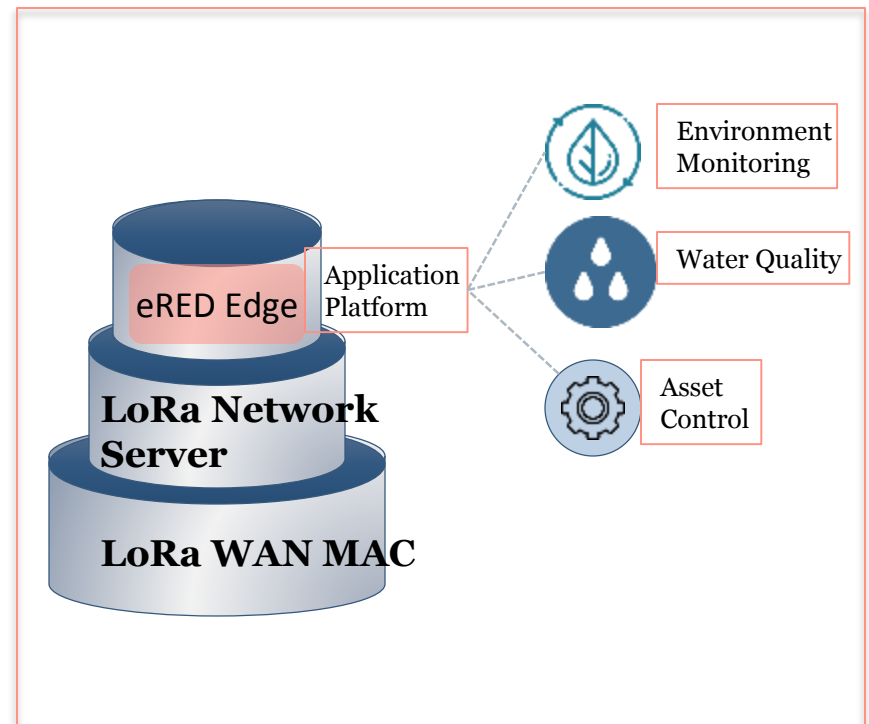 Environment
Monitoring
Water Quality
Application
Platform
eRED Edge
Asset
Control
LoRa Network
Server
LoRa WAN MAC